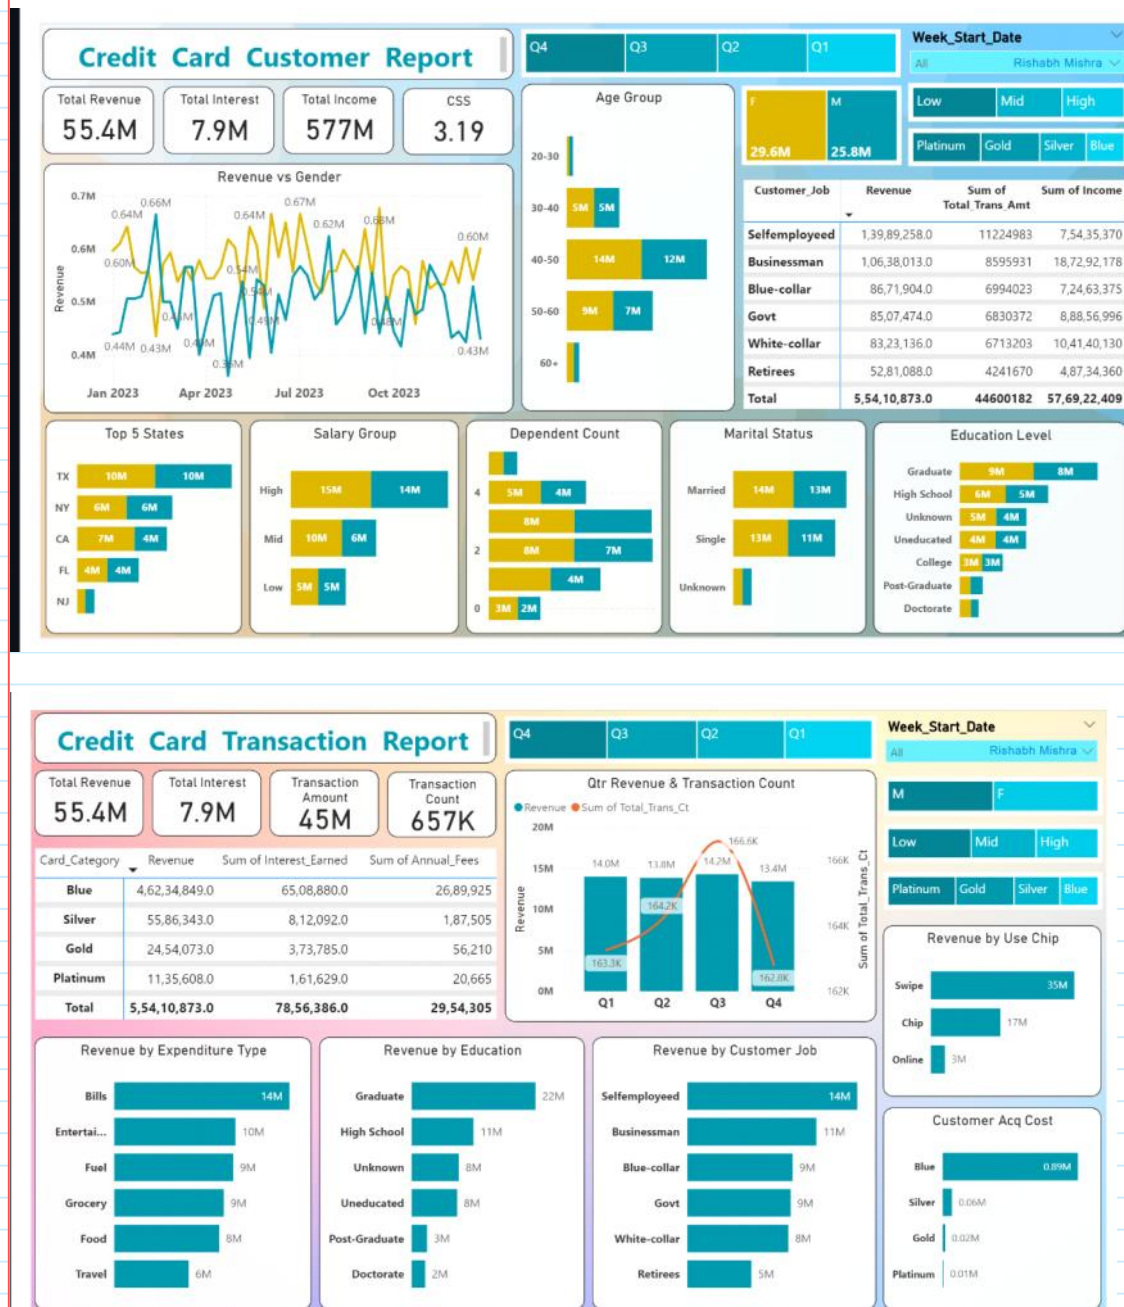 Credit Card Customer Report
Q4 Q3 Q2 Q1
Week_Start_Date
All Rishabh Mishra
Total Revenue
55.4M
Total Interest
7.9M
Total Income
577M
CSS
3.19
Low Mid High
Platinum Gold Silver Blue
F M
29.6M 25.8M
Age Group
20-30
30-40 5M 5M
40-50 14M 12M
50-60 9M 7M
60+
Revenue vs Gender
Revenue
0.7M
0.6M
0.5M
0.4M
0.64M 0.66M 0.64M 0.67M 0.62M 0.68M 0.60M
0.60M 0.54M
0.44M 0.43M 0.43M
Jan 2023 Apr 2023 Jul 2023 Oct 2023
Customer_Job Revenue Sum of Total_Trans_Amt Sum of Income
Selfemployeed 1,39,89,258.0 11224983 7,54,35,370
Businessman 1,06,38,013.0 8595931 18,72,92,178
Blue-collar 86,71,904.0 6994023 7,24,63,375
Govt 85,07,474.0 6830372 8,88,56,996
White-collar 83,23,136.0 6713203 10,41,40,130
Retirees 52,81,088.0 4241670 4,87,34,360
Total 5,54,10,873.0 44600182 57,69,22,409
Top 5 States
TX 10M 10M
NY 6M 6M
CA 7M 4M
FL 4M 4M
NJ
Salary Group
High 15M 14M
Mid 10M 6M
Low 5M 5M
Dependent Count
4 5M 4M
8M
2 8M 7M
4M
0 3M 2M
Marital Status
Married 14M 13M
Single 13M 11M
Unknown
Education Level
Graduate 9M 8M
High School 6M 5M
Unknown 5M 4M
Uneducated 4M 4M
College 3M 3M
Post-Graduate
Doctorate
Credit Card Transaction Report
Q4 Q3 Q2 Q1
Week_Start_Date
All Rishabh Mishra
Total Revenue
55.4M
Total Interest
7.9M
Transaction Amount
45M
Transaction Count
657K
M F
Low Mid High
Platinum Gold Silver Blue
Card_Category Revenue Sum of Interest_Earned Sum of Annual_Fees
Blue 4,62,34,849.0 65,08,880.0 26,89,925
Silver 55,86,343.0 8,12,092.0 1,87,505
Gold 24,54,073.0 3,73,785.0 56,210
Platinum 11,35,608.0 1,61,629.0 20,665
Total 5,54,10,873.0 78,56,386.0 29,54,305
Qtr Revenue & Transaction Count
Revenue Sum of Total_Trans_Ct
20M
15M
10M
5M
0M
Revenue
14.0M 13.8M 14.2M 13.4M
163.3K 164.2K 166.6K 162.8K
166K
164K
162K
Sum of Total_Trans_Ct
Q1 Q2 Q3 Q4
Revenue by Use Chip
Swipe 35M
Chip 17M
Online 3M
Revenue by Expenditure Type
Bills 14M
Entertai... 10M
Fuel 9M
Grocery 9M
Food 8M
Travel 6M
Revenue by Education
Graduate 22M
High School 11M
Unknown 8M
Uneducated 8M
Post-Graduate 3M
Doctorate 2M
Revenue by Customer Job
Selfemployeed 14M
Businessman 11M
Blue-collar 9M
Govt 9M
White-collar 8M
Retirees 5M
Customer Acq Cost
Blue 0.89M
Silver 0.06M
Gold 0.02M
Platinum 0.01M